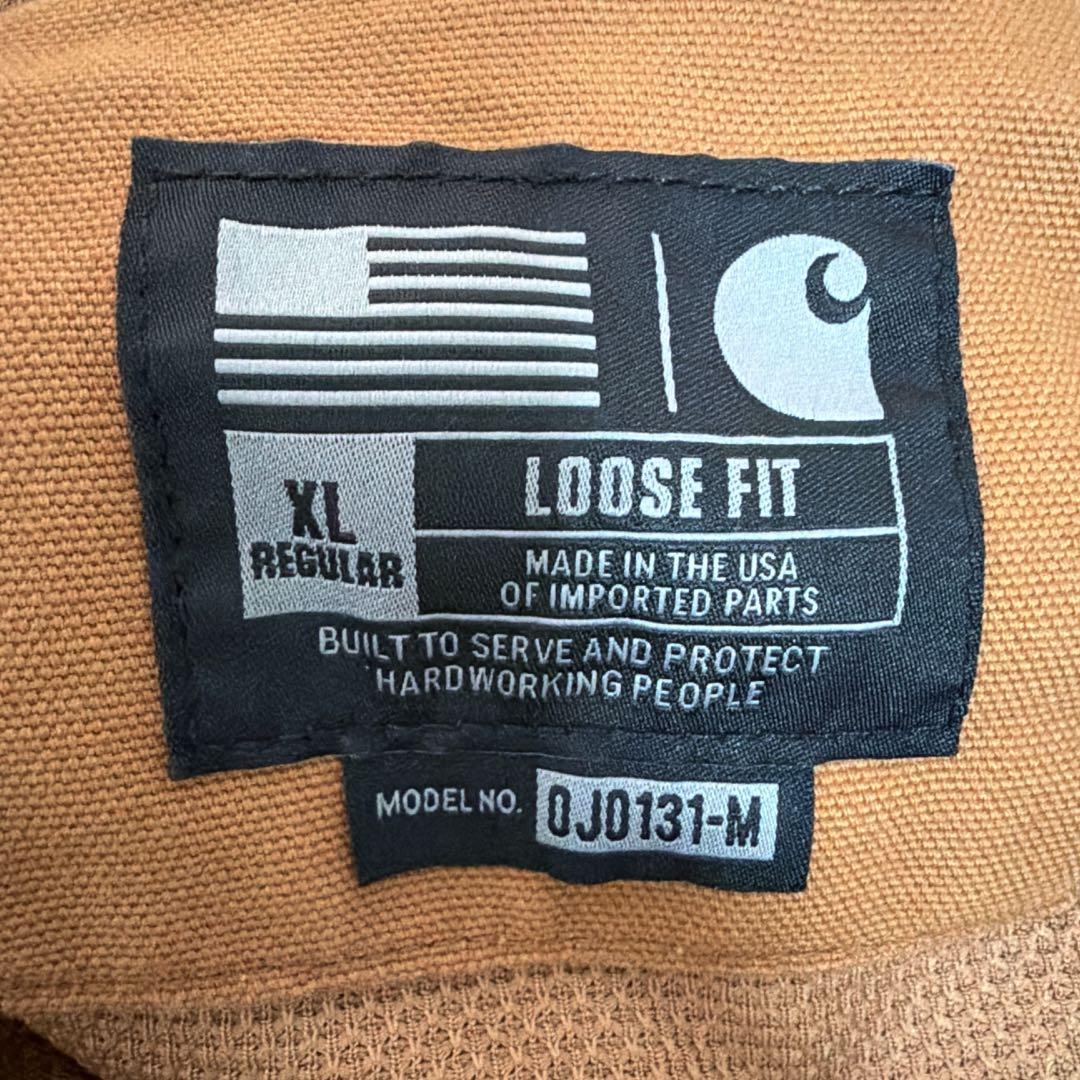 XL
REGULAR
LOOSE FIT
MADE IN THE USA
OF IMPORTED PARTS
BUILT TO SERVE AND PROTECT
HARDWORKING PEOPLE
MODEL NO. OJ0131-M